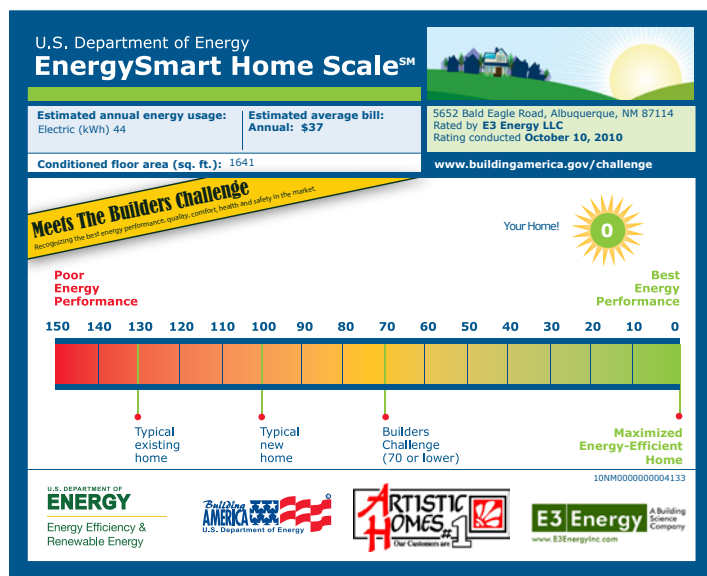 U.S. Department of Energy
EnergySmart Home Scale℠
Estimated annual energy usage:
Electric (kWh) 44
Estimated average bill:
Annual: $37
Conditioned floor area (sq. ft.): 1641
5652 Bald Eagle Road, Albuquerque, NM 87114
Rated by E3 Energy LLC
Rating conducted October 10, 2010
www.buildingamerica.gov/challenge
Meets The Builders Challenge
Recognizing the best energy performance, quality, comfort, health and safety in the market.
Your Home!
0
Poor
Energy
Performance
Best
Energy
Performance
150 140 130 120 110 100 90 80 70 60 50 40 30 20 10 0
Typical
existing
home
Typical
new
home
Builders
Challenge
(70 or lower)
Maximized
Energy-Efficient
Home
10NM0000000004133
U.S. DEPARTMENT OF
ENERGY
Energy Efficiency &
Renewable Energy
Building
AMERICA
U.S. Department of Energy
ARTISTIC
HOMES #1
Our Customers are
E3 Energy
A Building
Science
Company
www.E3EnergyInc.com